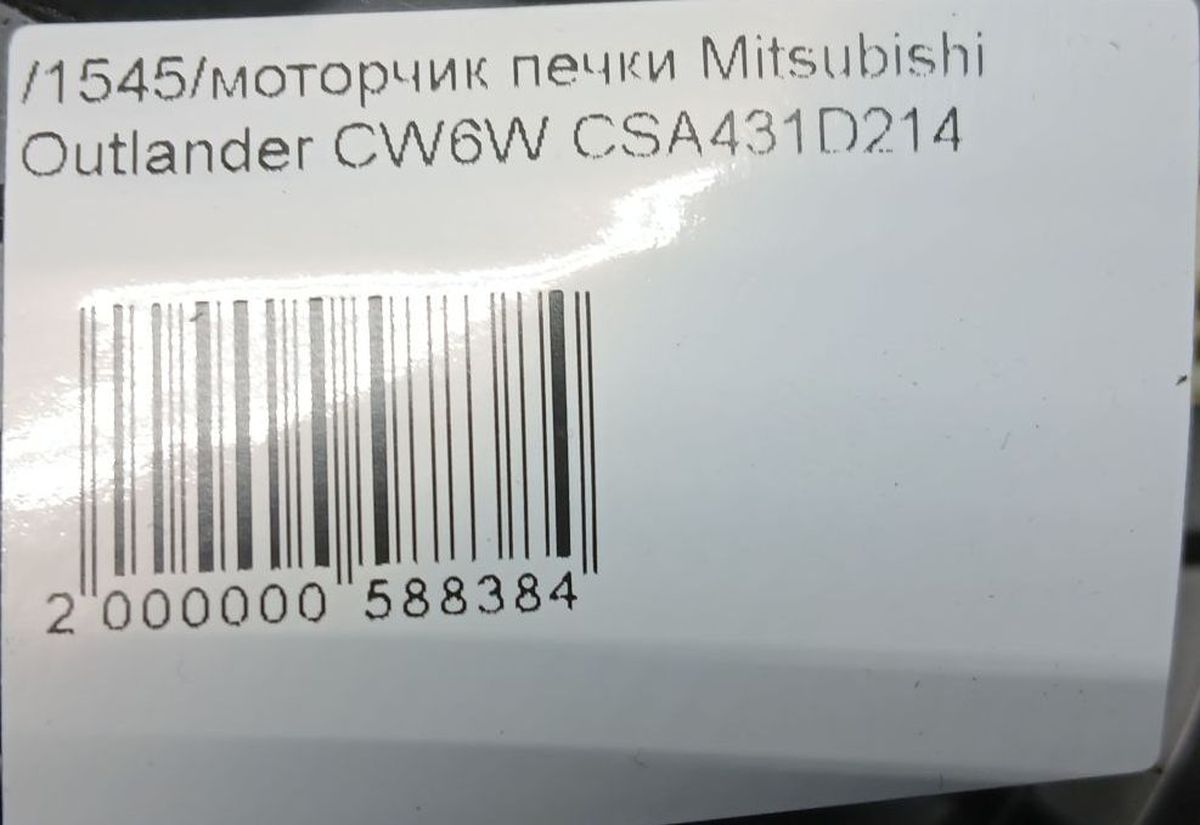 /1545/моторчик печки Mitsubishi
Outlander CW6W CSA431D214
2 000000 588384